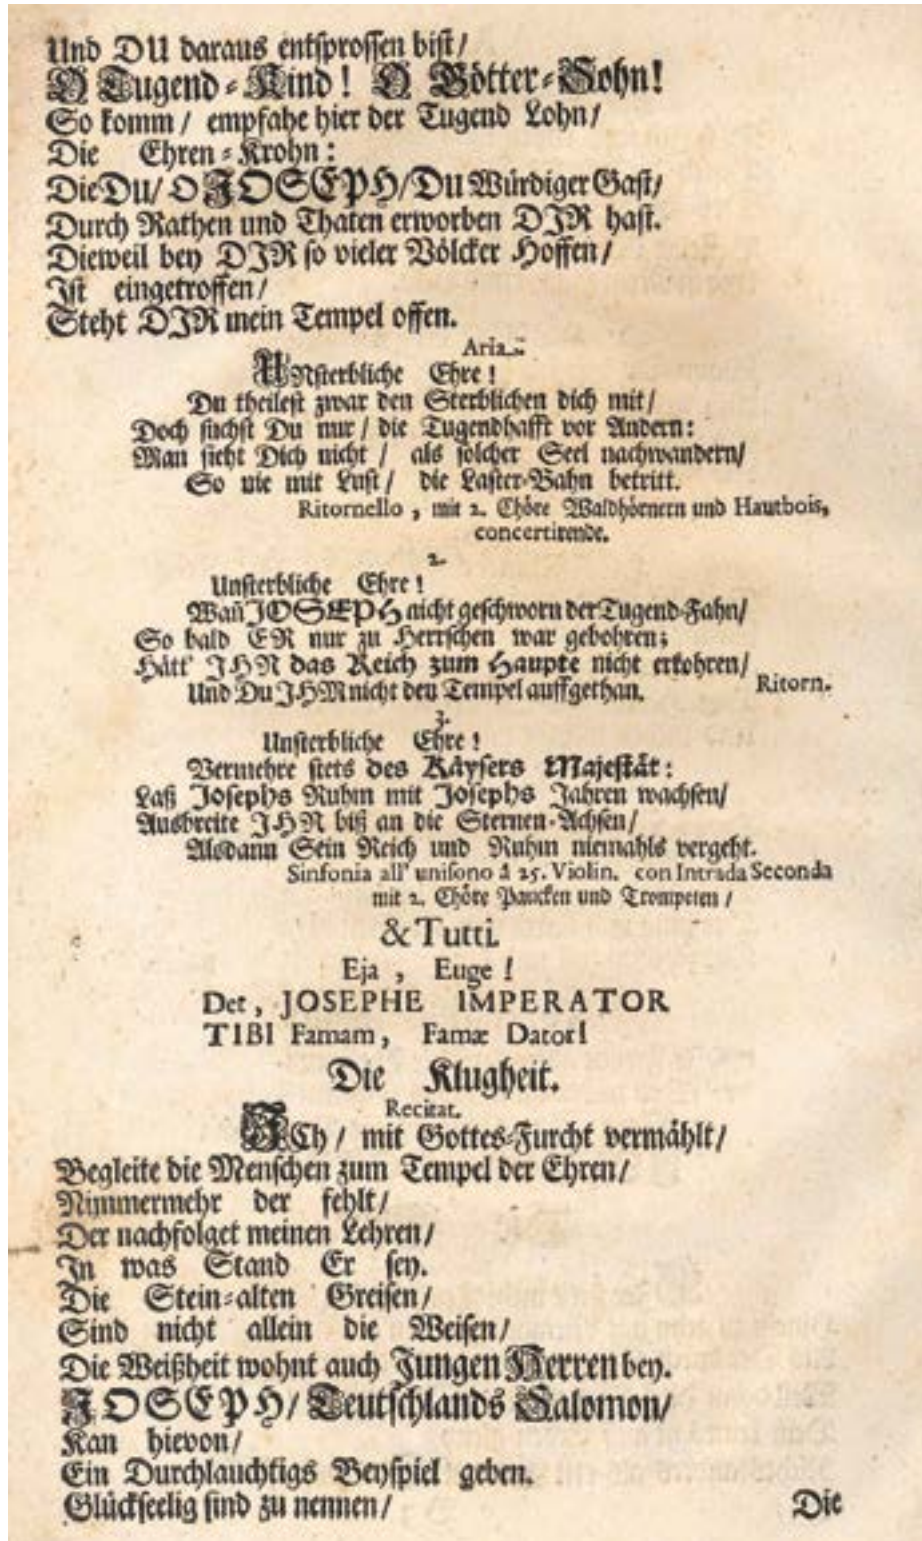 Und DU daraus entsprossen bist/
O Tugend-Kind! O Götter-Sohn!
So komm/ empfahe hier der Tugend Lohn/
Die Ehren-Krohn:
Die Du/ O JOSEPH/ DU Würdiger Gast/
Durch Rathen und Thaten erworben DJR hast.
Dieweil bey DJR so vieler Völcker Hoffen/
Ist eingetroffen/
Steht DJR mein Tempel offen.
Aria.
UNsterbliche Ehre!
Du theilest zwar den Sterblichen dich mit/
Doch suchst Du nur/ die Tugendhafft vor Andern:
Man sieht Dich nicht/ als solcher Seel nachwandern/
So nie mit Lust/ die Laster-Bahn betritt.
Ritornello, mit 2. Chöre Waldhörnern und Hautbois,
concertirende.
2.
Unsterbliche Ehre!
Wañ JOSEPH nicht geschworn der Tugend-Fahn/
So bald ER nur zu Herrschen war gebohren;
Hätt' JHN das Reich zum Haupte nicht erkohren/
Und Du JHM nicht den Tempel auffgethan. Ritorn.
3.
Unsterbliche Ehre!
Vermehre stets des Käysers Majestät:
Laß Josephs Ruhm mit Josephs Jahren wachsen/
Ausbreite JHN biß an die Sternen-Achsen/
Alsdann Sein Reich und Ruhm niemahls vergeht.
Sinfonia all' unisono â 25. Violin. con Intrada Seconda
mit 2. Chöre Paucken und Trompeten/
& Tutti.
Eja, Euge!
Det, JOSEPHE IMPERATOR
TIBI Famam, Famæ Dator!
Die Klugheit.
Recitat.
JCh/ mit Gottes-Furcht vermählt/
Begleite die Menschen zum Tempel der Ehren/
Nimmermehr der fehlt/
Der nachfolget meinen Lehren/
In was Stand Er sey.
Die Stein-alten Greisen/
Sind nicht allein die Weisen/
Die Weißheit wohnt auch Jungen Herren bey.
JOSEPH/ Teutschlands Salomon/
Kan hievon/
Ein Durchlauchtigs Beyspiel geben.
Glückseelig sind zu nennen/
Die